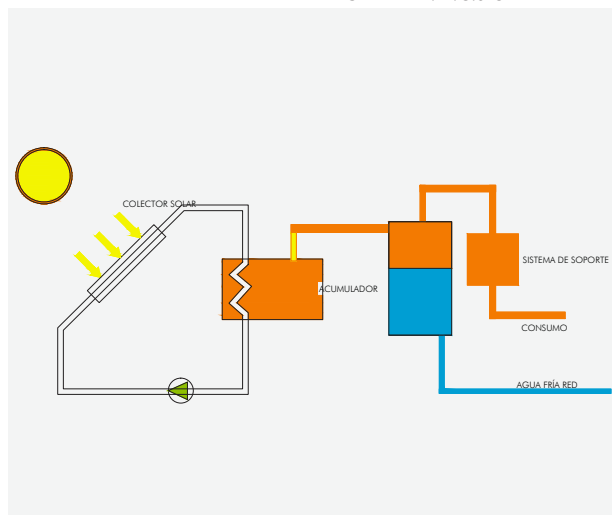 COLECTOR SOLAR
SISTEMA DE SOPORTE
ACUMULADOR
CONSUMO
AGUA FRÍA RED